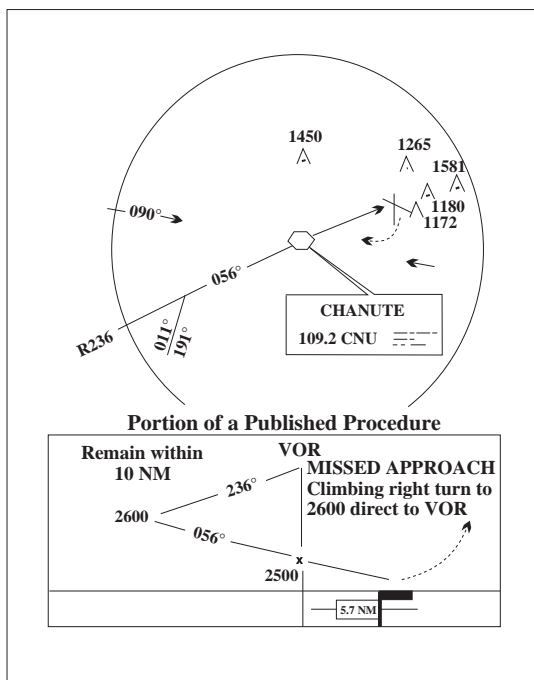 1450
1265
1581
1180
1172
090°
056°
R236
011°
191°
CHANUTE
109.2 CNU
Portion of a Published Procedure
Remain within
10 NM
VOR
MISSED APPROACH
Climbing right turn to
2600 direct to VOR
236°
2600
056°
x
2500
5.7 NM